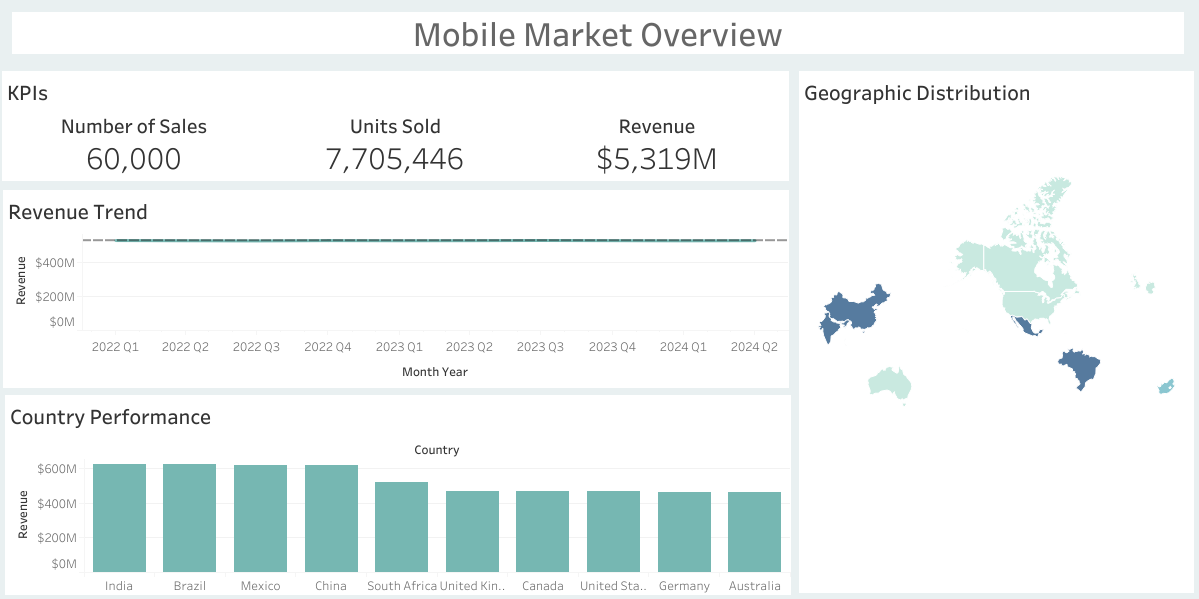 Mobile Market Overview
KPIs
Number of Sales
60,000
Units Sold
7,705,446
Revenue
$5,319M
Revenue Trend
Revenue
$400M
$200M
$0M
2022 Q1 2022 Q2 2022 Q3 2022 Q4 2023 Q1 2023 Q2 2023 Q3 2023 Q4 2024 Q1 2024 Q2
Month Year
Country Performance
Country
Revenue
$600M
$400M
$200M
$0M
India Brazil Mexico China South Africa United Kin.. Canada United Sta.. Germany Australia
Geographic Distribution